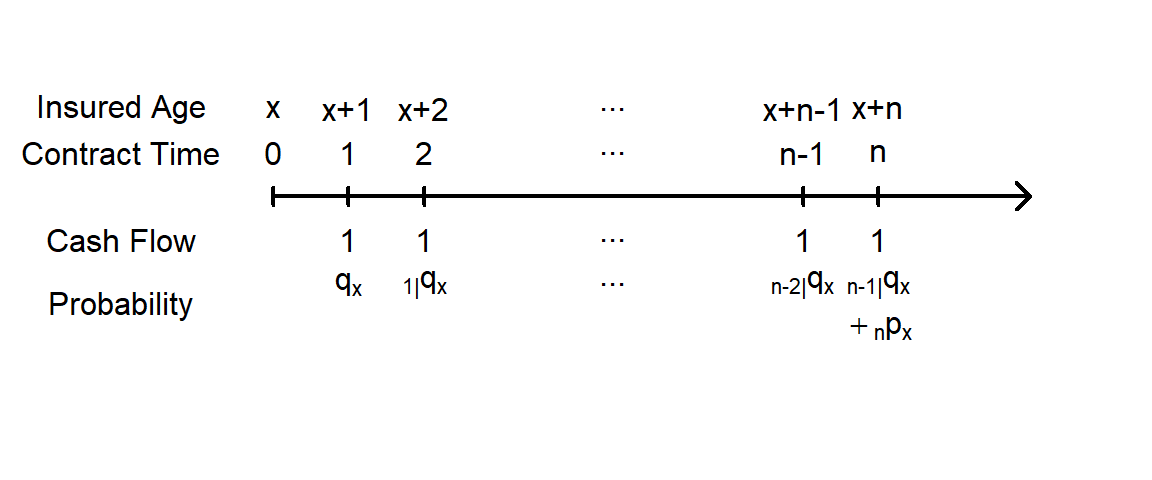 Insured Age x x+1 x+2 ... x+n-1 x+n
Contract Time 0 1 2 ... n-1 n
Cash Flow 1 1 ... 1 1
Probability qx 1|qx ... n-2|qx n-1|qx
+ npx